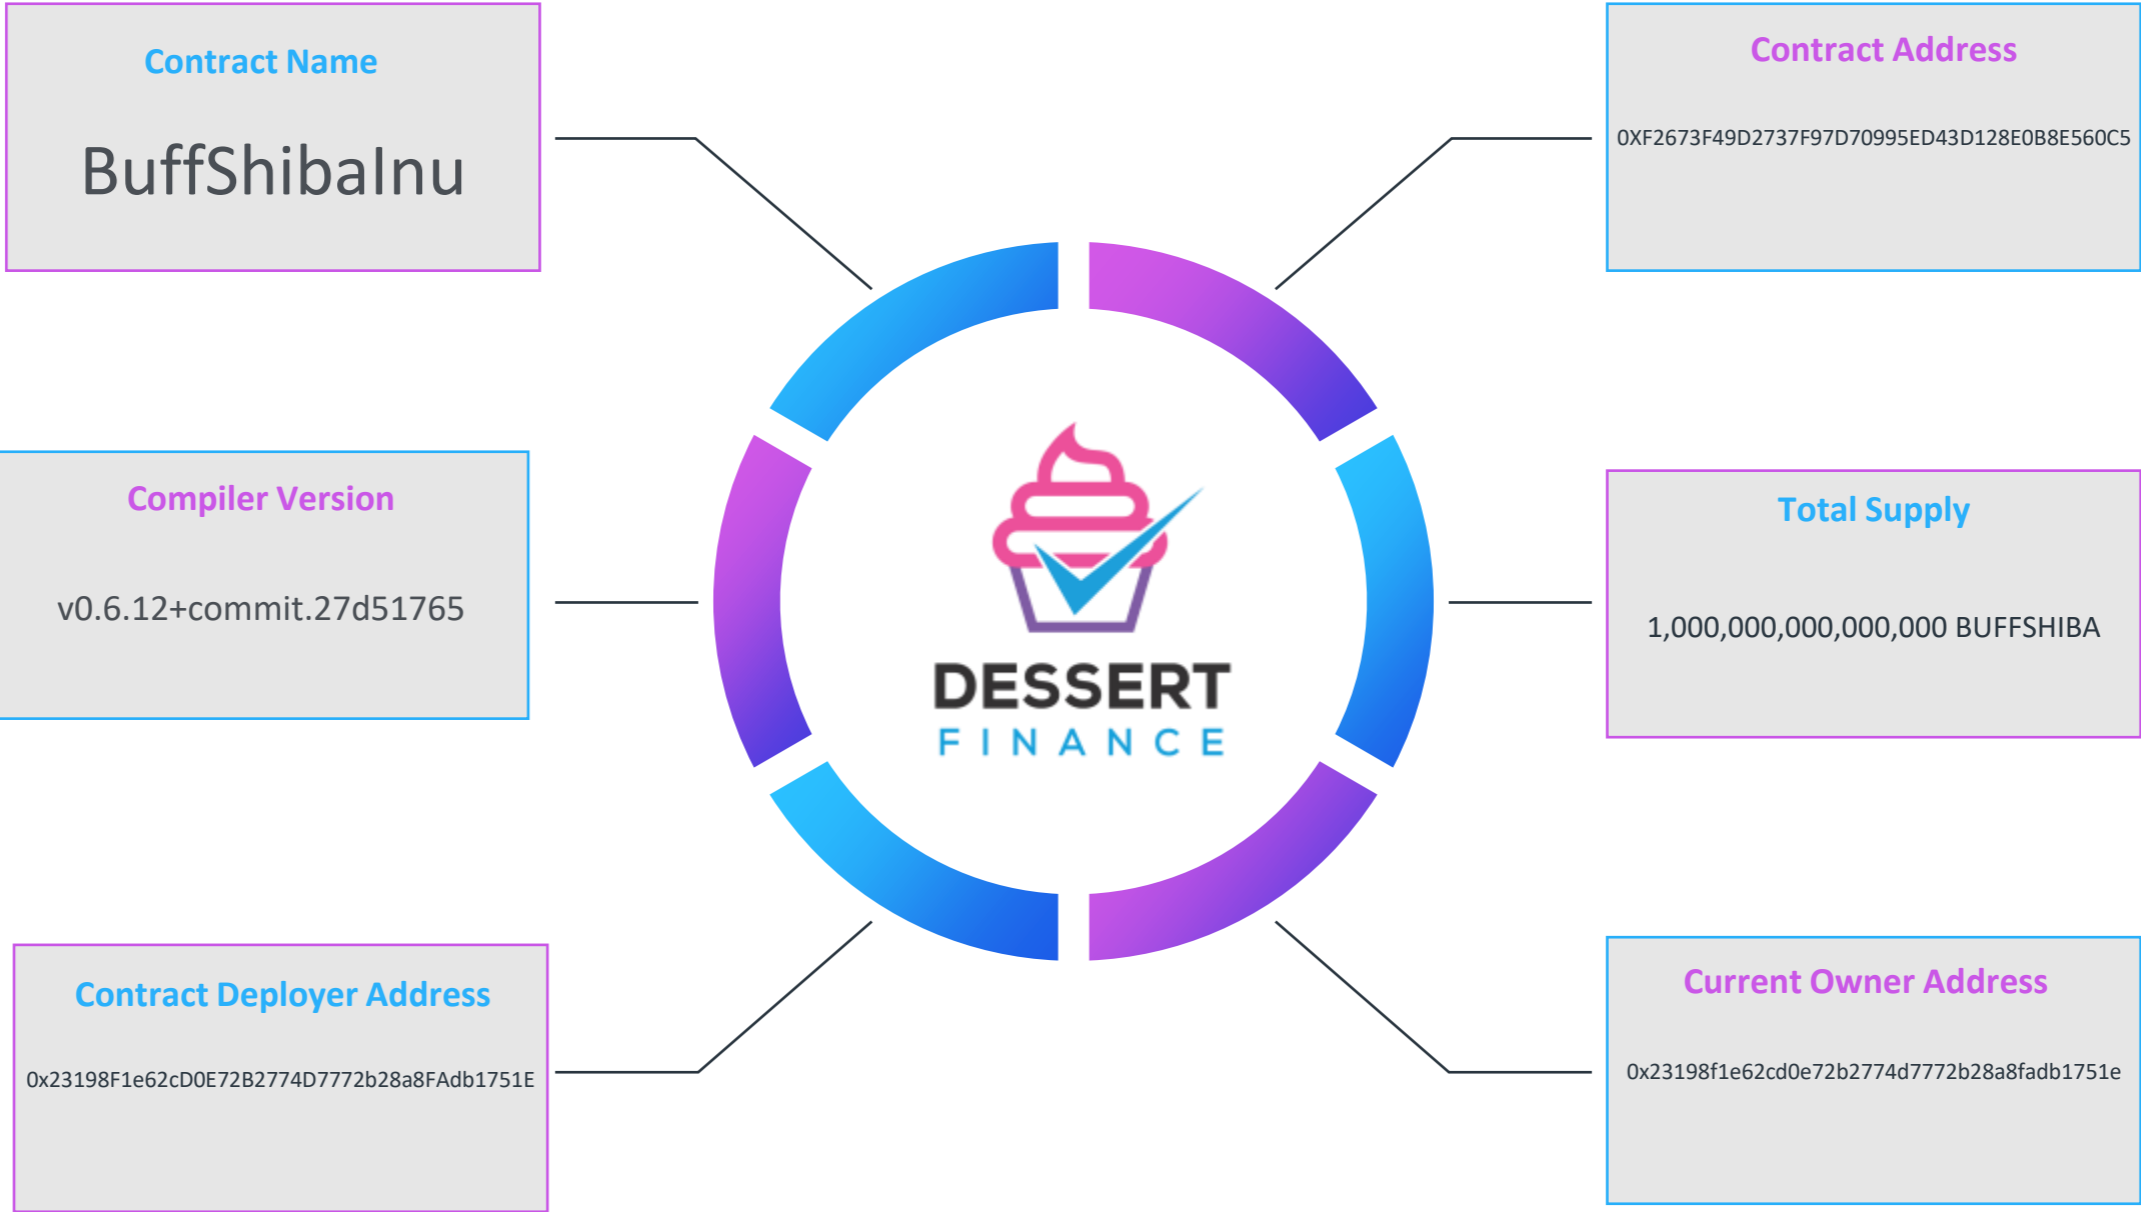 Contract Name
BuffShibaInu
Contract Address
0XF2673F49D2737F97D70995ED43D128E0B8E560C5
Compiler Version
v0.6.12+commit.27d51765
Total Supply
1,000,000,000,000,000 BUFFSHIBA
DESSERT
FINANCE
Contract Deployer Address
0x23198F1e62cD0E72B2774D7772b28a8FAdb1751E
Current Owner Address
0x23198f1e62cd0e72b2774d7772b28a8fadb1751e